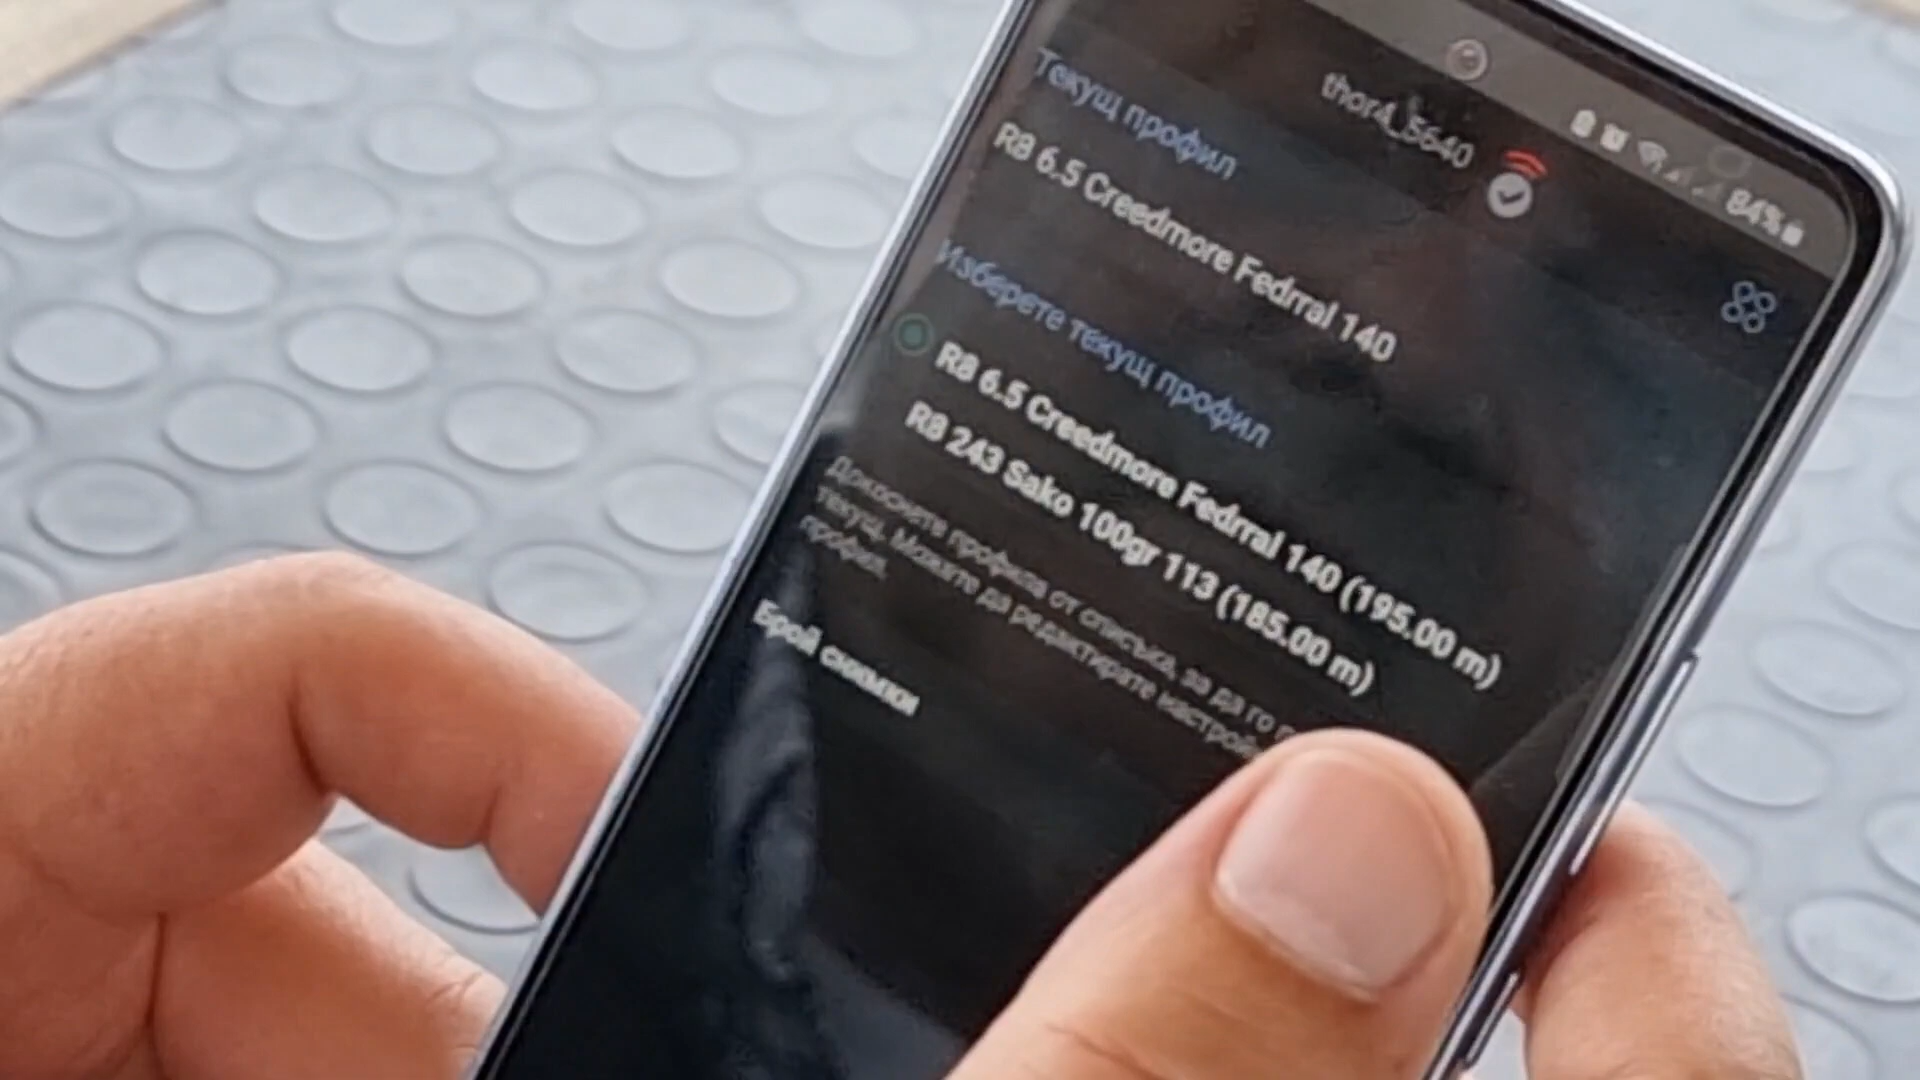 84%
thor4_5640
Текущ профил
R8 6.5 Creedmore Fedrral 140
Изберете текущ профил
R8 6.5 Creedmore Fedrral 140 (195.00 m)
R8 243 Sako 100gr 113 (185.00 m)
Докоснете профила от списъка, за да го
текущ. Можете да редактирате
профил.
Брой снимки